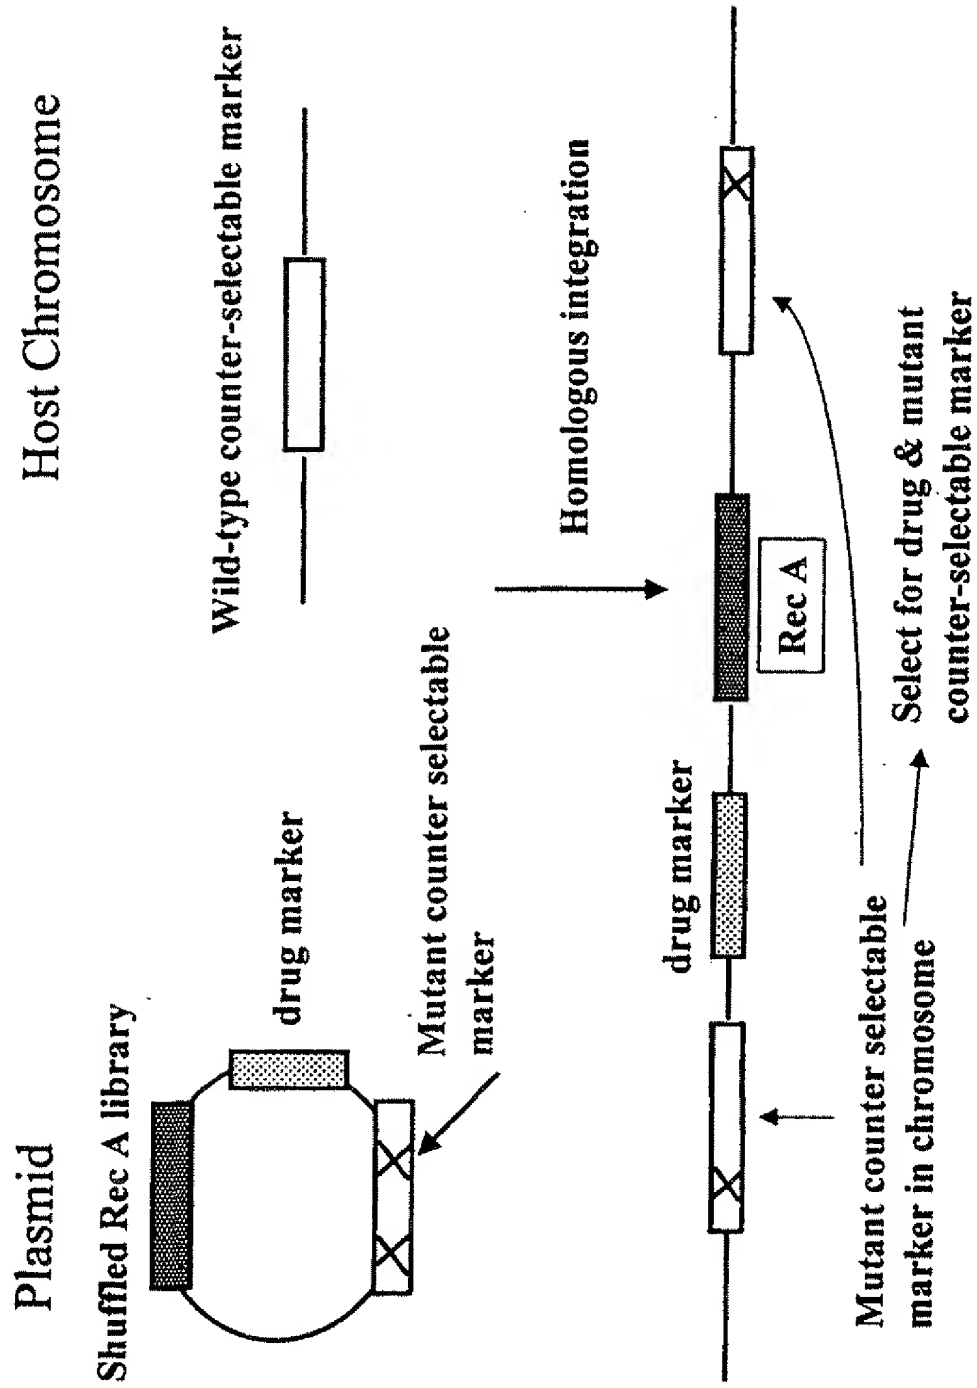 Plasmid
Host Chromosome
Shuffled Rec A library
drug marker
Mutant counter selectable
marker
Wild-type counter-selectable marker
Homologous integration
drug marker
Rec A
Mutant counter selectable
marker in chromosome
Select for drug & mutant
counter-selectable marker